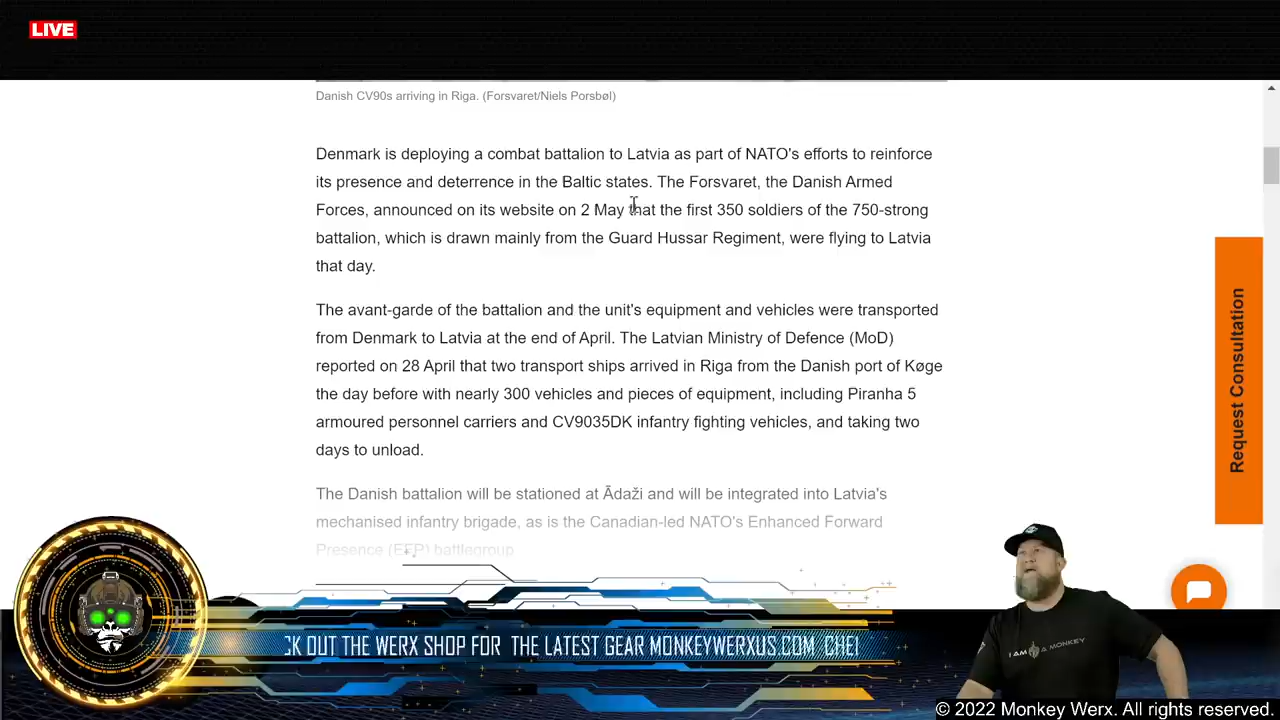 LIVE
Danish CV90s arriving in Riga. (Forsvaret/Niels Porsbøl)
Denmark is deploying a combat battalion to Latvia as part of NATO's efforts to reinforce
its presence and deterrence in the Baltic states. The Forsvaret, the Danish Armed
Forces, announced on its website on 2 May that the first 350 soldiers of the 750-strong
battalion, which is drawn mainly from the Guard Hussar Regiment, were flying to Latvia
that day.
The avant-garde of the battalion and the unit's equipment and vehicles were transported
from Denmark to Latvia at the end of April. The Latvian Ministry of Defence (MoD)
reported on 28 April that two transport ships arrived in Riga from the Danish port of Køge
the day before with nearly 300 vehicles and pieces of equipment, including Piranha 5
armoured personnel carriers and CV9035DK infantry fighting vehicles, and taking two
days to unload.
The Danish battalion will be stationed at Ādaži and will be integrated into Latvia's
mechanised infantry brigade, as is the Canadian-led NATO's Enhanced Forward
Presence (EFP) battlegroup
Request Consultation
CK OUT THE WERX SHOP FOR THE LATEST GEAR MONKEYWERXUS.COM CHE
I AM A MONKEY
© 2022 Monkey Werx. All rights reserved.